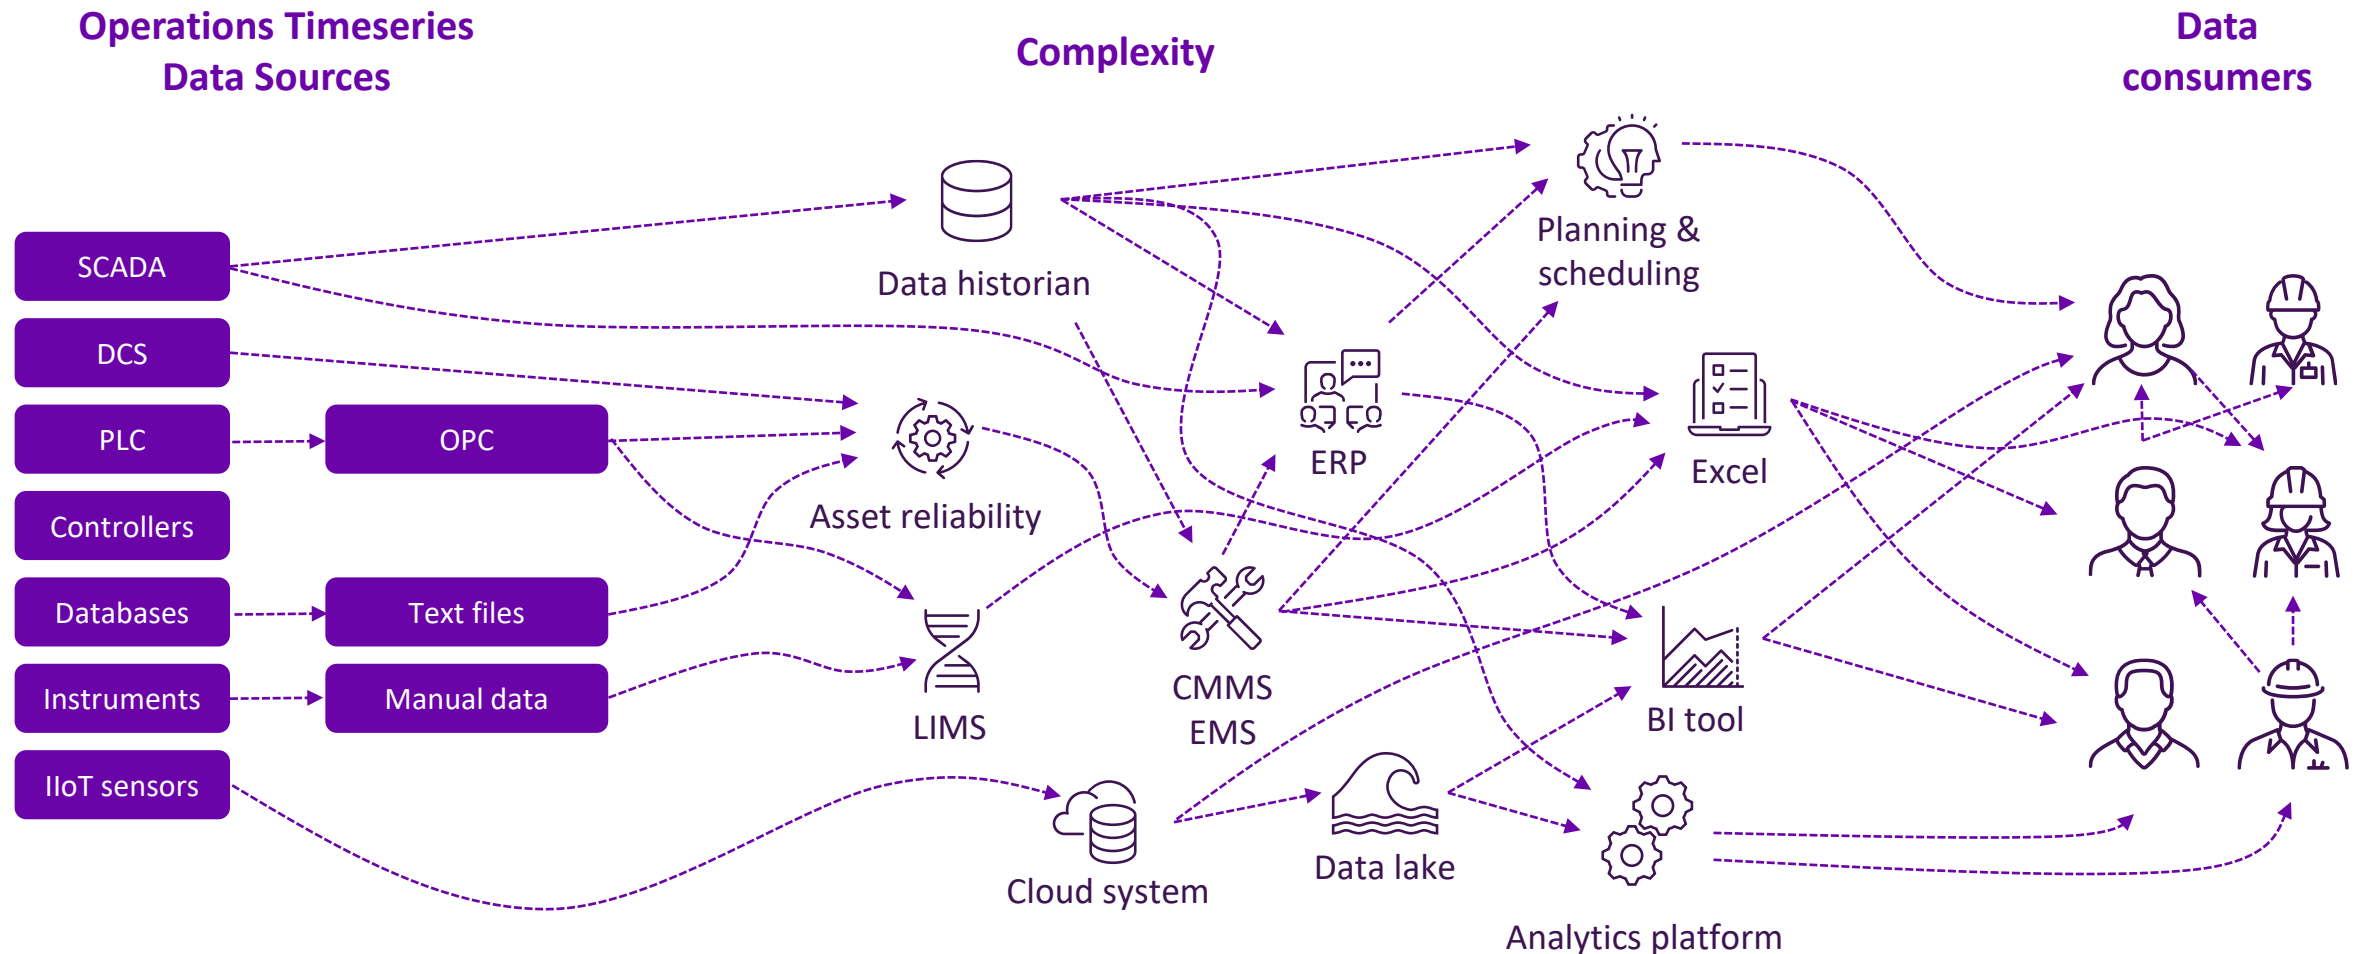 Operations Timeseries
Data Sources
Complexity
Data
consumers
SCADA
DCS
PLC
Controllers
Databases
Instruments
IIoT sensors
OPC
Text files
Manual data
Data historian
Asset reliability
LIMS
Cloud system
CMMS
EMS
ERP
Data lake
Planning &
scheduling
Excel
BI tool
Analytics platform